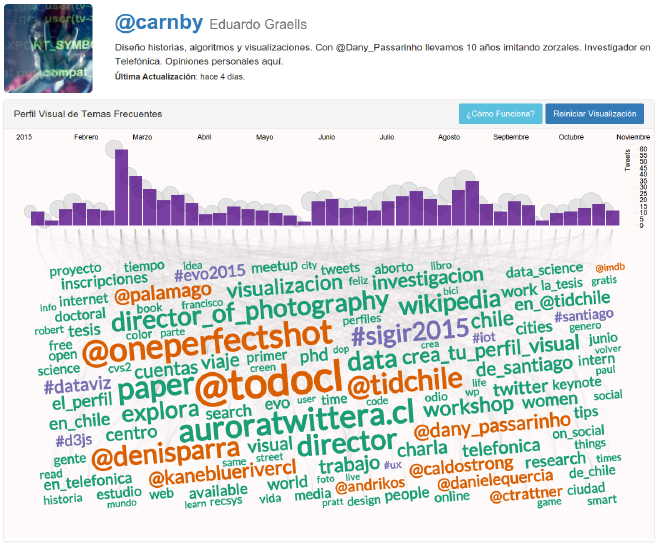 @carnby Eduardo Graells
Diseño historias, algoritmos y visualizaciones. Con @Dany_Passarinho llevamos 10 años imitando zorzales. Investigador en
Telefónica. Opiniones personales aquí.
Última Actualización: hace 4 días.
Perfil Visual de Temas Frecuentes
¿Cómo Funciona?
Reiniciar Visualización
2015 Febrero Marzo Abril Mayo Junio Julio Agosto Septiembre Octubre Noviembre
Tweets
60
55
50
45
40
35
30
25
20
15
10
5
0
proyecto tiempo idea meetup city tweets aborto libro data_science @imdb
inscripciones #evo2015 visualizacion feliz investigacion work la_tesis gratis
info internet @palamago bici
doctoral book francisco director_of_photography wikipedia en_@tidchile
robert tesis color parte perfiles #sigir2015 chile cities #santiago
free @oneperfectshot #iot genero
open cuentas viaje primer phd dop data crea crea_tu_perfil_visual junio
science cvs2 creen de_santiago intern volver
#dataviz paper @todocl @tidchile life twitter keynote paul
el_perfil explora search evo user time code odio wp workshop women social
en_chile auroratwittera.cl
#d3js centro @dany_passarinho tips
gente @denisparra visual director charla telefonica on_social
read same street things
en_telefonica @kanebluerivercl trabajo #ux @caldostrong research times
historia estudio web available world foto live @andrikos @danielequercia de_chile
mundo learn recsys vida media pratt design people online @ctrattner ciudad
game smart